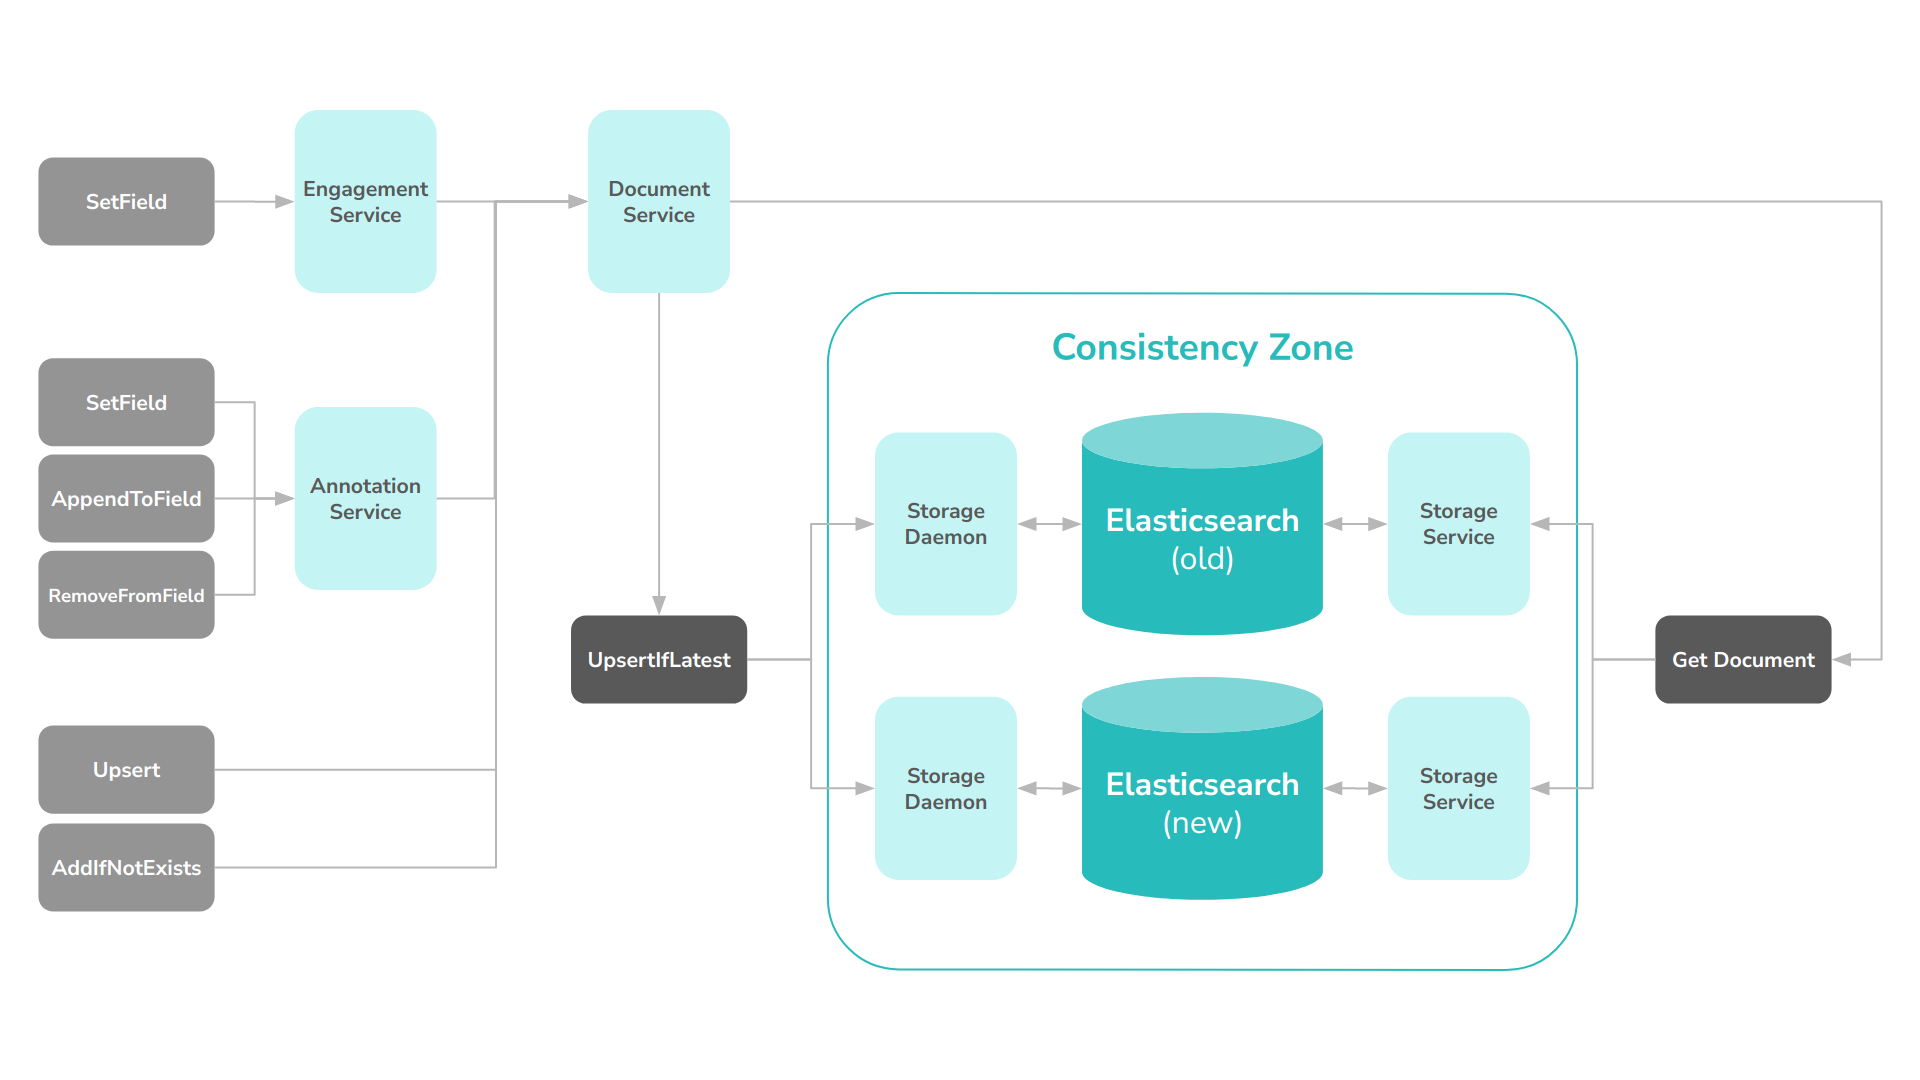 SetField
Engagement
Service
Document
Service
SetField
AppendToField
RemoveFromField
Annotation
Service
Upsert
AddIfNotExists
UpsertIfLatest
Consistency Zone
Storage
Daemon
Elasticsearch
(old)
Storage
Service
Storage
Daemon
Elasticsearch
(new)
Storage
Service
Get Document